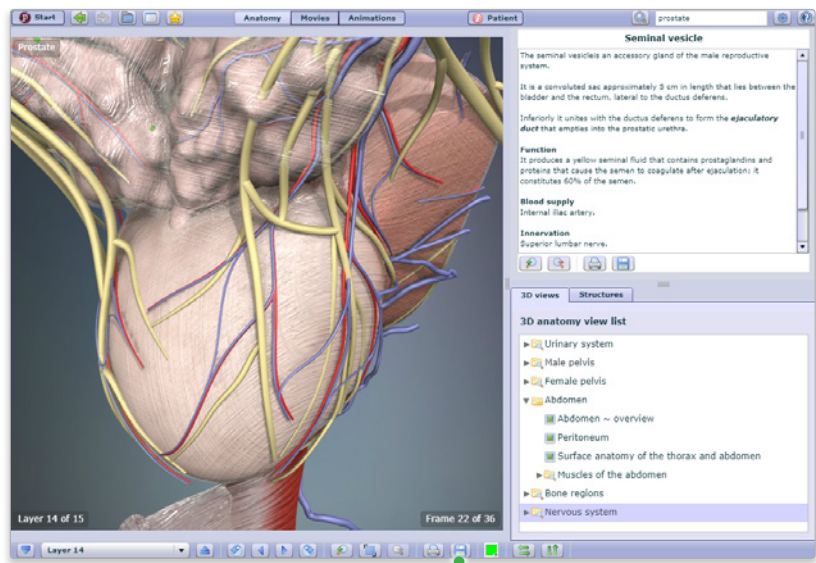 Start
Anatomy Movies Animations
Patient
prostate
Prostate
Layer 14 of 15
Frame 22 of 36
Seminal vesicle
The seminal vesicleis an accessory gland of the male reproductive
system.
It is a convoluted sac approximately 5 cm in length that lies between the
bladder and the rectum, lateral to the ductus deferens.
Inferiorly it unites with the ductus deferens to form the ejaculatory
duct that empties into the prostatic urethra.
Function
It produces a yellow seminal fluid that contains prostaglandins and
proteins that cause the semen to coagulate after ejaculation; it
constitutes 60% of the semen.
Blood supply
Internal iliac artery.
Innervation
Superior lumbar nerve.
3D views Structures
3D anatomy view list
Urinary system
Male pelvis
Female pelvis
Abdomen
Abdomen ~ overview
Peritoneum
Surface anatomy of the thorax and abdomen
Muscles of the abdomen
Bone regions
Nervous system
Layer 14